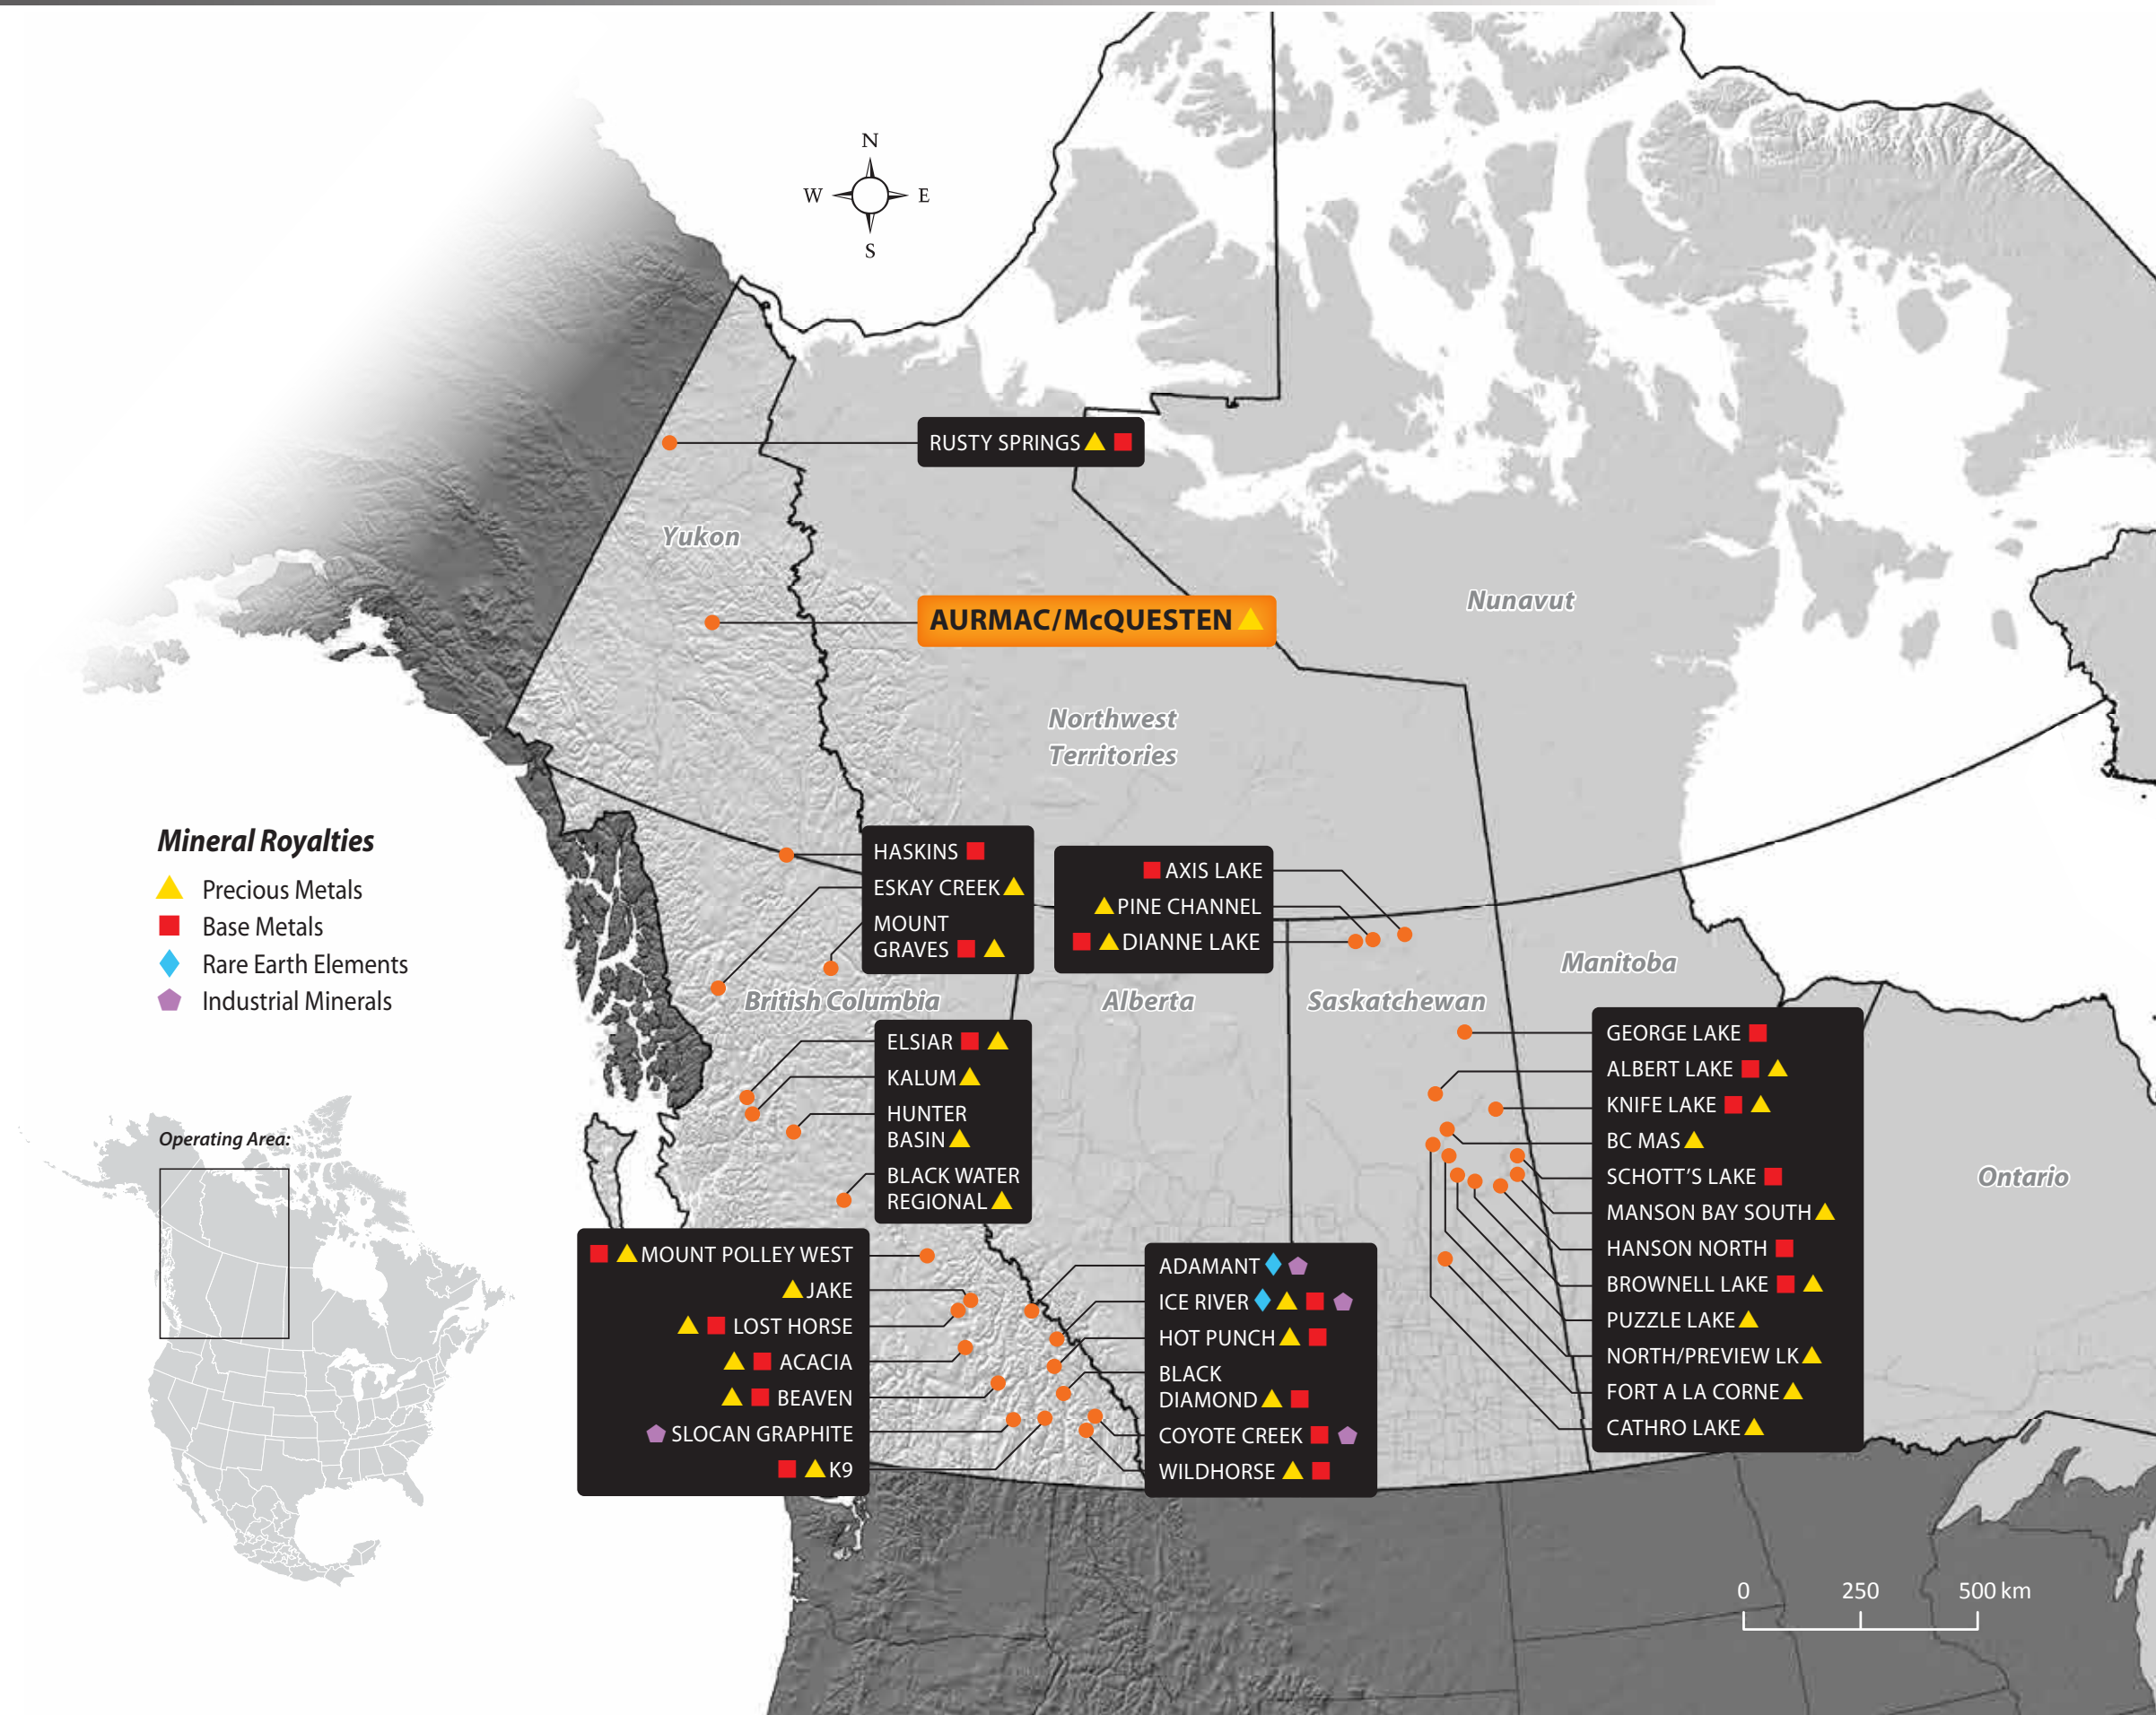 N
W E
S
RUSTY SPRINGS
Yukon
Nunavut
AURMAC/McQUESTEN
Northwest
Territories
Mineral Royalties
Precious Metals
Base Metals
Rare Earth Elements
Industrial Minerals
HASKINS
ESKAY CREEK
MOUNT
GRAVES
AXIS LAKE
PINE CHANNEL
DIANNE LAKE
British Columbia
Alberta
Saskatchewan
Manitoba
Ontario
ELSIAR
KALUM
HUNTER
BASIN
BLACK WATER
REGIONAL
GEORGE LAKE
ALBERT LAKE
KNIFE LAKE
BC MAS
SCHOTT'S LAKE
MANSON BAY SOUTH
HANSON NORTH
BROWNELL LAKE
PUZZLE LAKE
NORTH/PREVIEW LK
FORT A LA CORNE
CATHRO LAKE
Operating Area:
MOUNT POLLEY WEST
JAKE
LOST HORSE
ACACIA
BEAVEN
SLOCAN GRAPHITE
K9
ADAMANT
ICE RIVER
HOT PUNCH
BLACK
DIAMOND
COYOTE CREEK
WILDHORSE
0 250 500 km